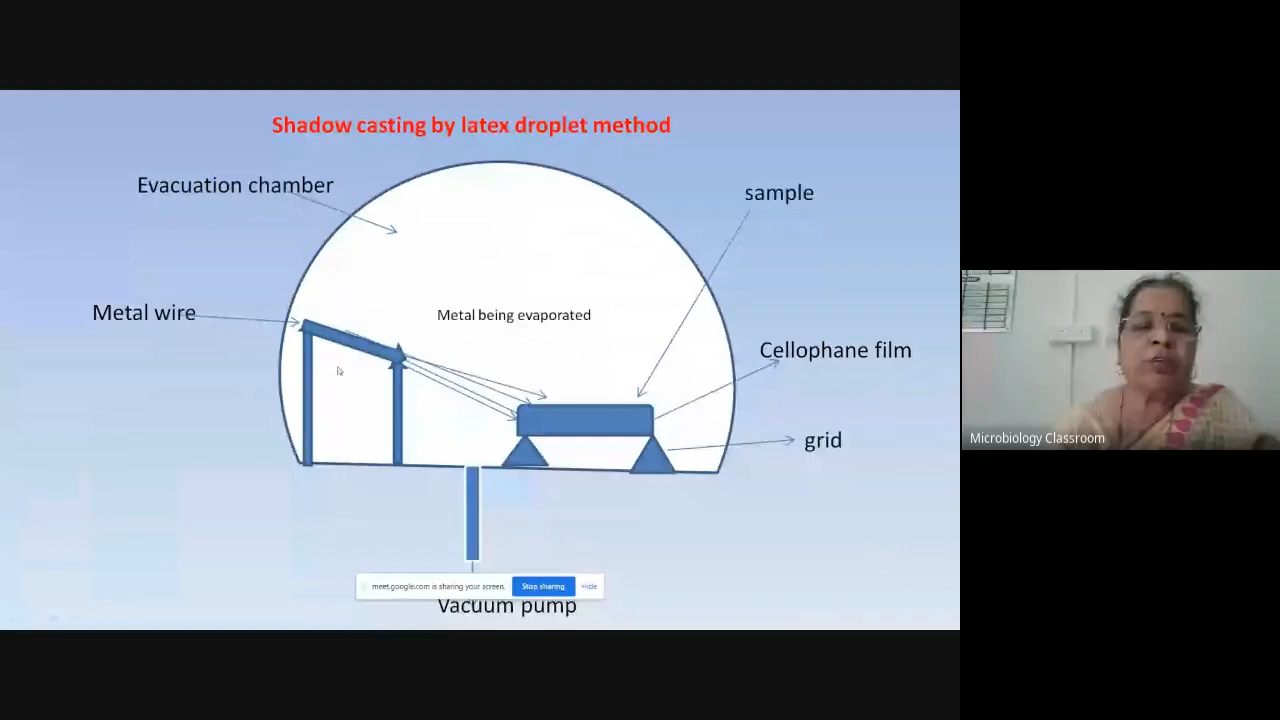 Shadow casting by latex droplet method
Evacuation chamber
sample
Metal wire
Metal being evaporated
Cellophane film
grid
Microbiology Classroom
meet.google.com is sharing your screen. Stop sharing Hide
Vacuum pump